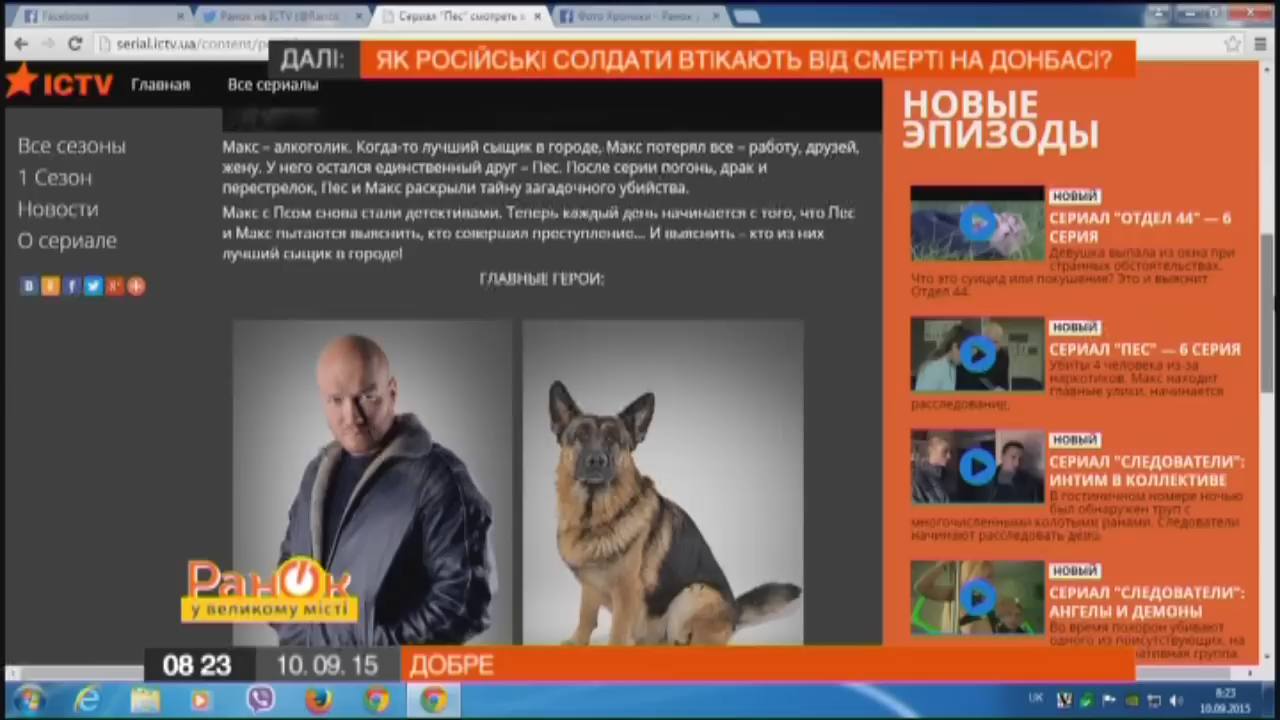 Facebook
Ранок на ICTV (@Ranok
Сериал "Пес" смотреть
Фото Хроники - Ранок
serial.ictv.ua/content/p
ДАЛІ: ЯК РОСІЙСЬКІ СОЛДАТИ ВТІКАЮТЬ ВІД СМЕРТІ НА ДОНБАСІ?
ICTV
Главная
Все сериалы
Все сезоны
1 Сезон
Новости
О сериале
Макс – алкоголик. Когда-то лучший сыщик в городе, Макс потерял все – работу, друзей,
жену. У него остался единственный друг – Пес. После серии погонь, драк и
перестрелок, Пес и Макс раскрыли тайну загадочного убийства.
Макс с Псом снова стали детективами. Теперь каждый день начинается с того, что Пес
и Макс пытаются выяснить, кто совершил преступление... И выяснить - кто из них
лучший сыщик в городе!
ГЛАВНЫЕ ГЕРОИ:
НОВЫЕ
ЭПИЗОДЫ
НОВЫЙ
СЕРИАЛ "ОТДЕЛ 44" — 6
СЕРИЯ
Девушка выпала из окна при
странных обстоятельствах.
Что это суицид или покушение? Это и выяснит
Отдел 44.
НОВЫЙ
СЕРИАЛ "ПЕС" — 6 СЕРИЯ
Убиты 4 человека из-за
наркотиков. Макс находит
главные улики, начинается
расследование.
НОВЫЙ
СЕРИАЛ "СЛЕДОВАТЕЛИ":
ИНТИМ В КОЛЛЕКТИВЕ
В гостиничном номере ночью
был обнаружен труп с
многочисленными колотыми ранами. Следователи
начинают расследовать дело.
НОВЫЙ
СЕРИАЛ "СЛЕДОВАТЕЛИ":
АНГЕЛЫ И ДЕМОНЫ
Во время похорон убивают
одного из присутствующих, на
ативная группа.
РанОк
у великому місті
08 23
10. 09. 15
ДОБРЕ
UK
8:23
10.09.2015